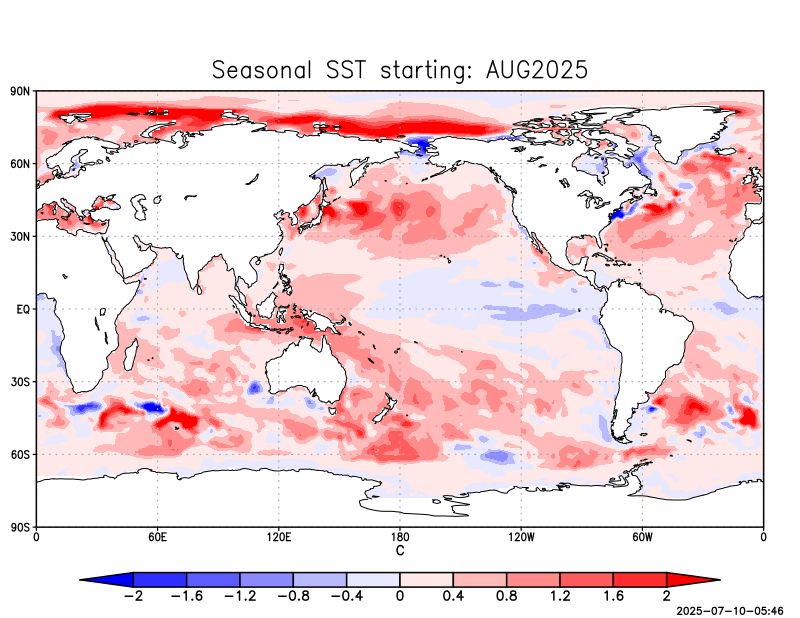 Seasonal SST starting: AUG2025
90N
60N
30N
EQ
30S
60S
90S
0 60E 120E 180 120W 60W 0
C
-2 -1.6 -1.2 -0.8 -0.4 0 0.4 0.8 1.2 1.6 2
2025-07-10-05:46